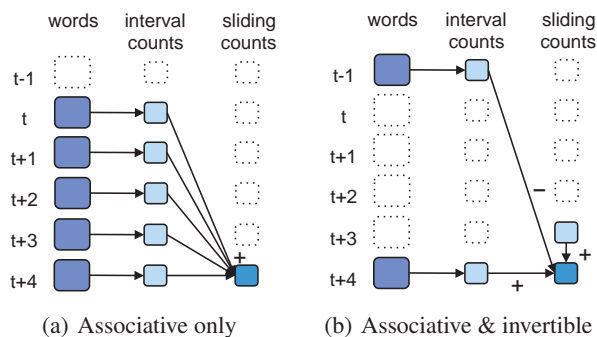 words interval counts sliding counts
t-1
t
t+1
t+2
t+3
+
t+4
(a) Associative only
words interval counts sliding counts
t-1
t
t+1
t+2
−
t+3
+
t+4
+
(b) Associative & invertible